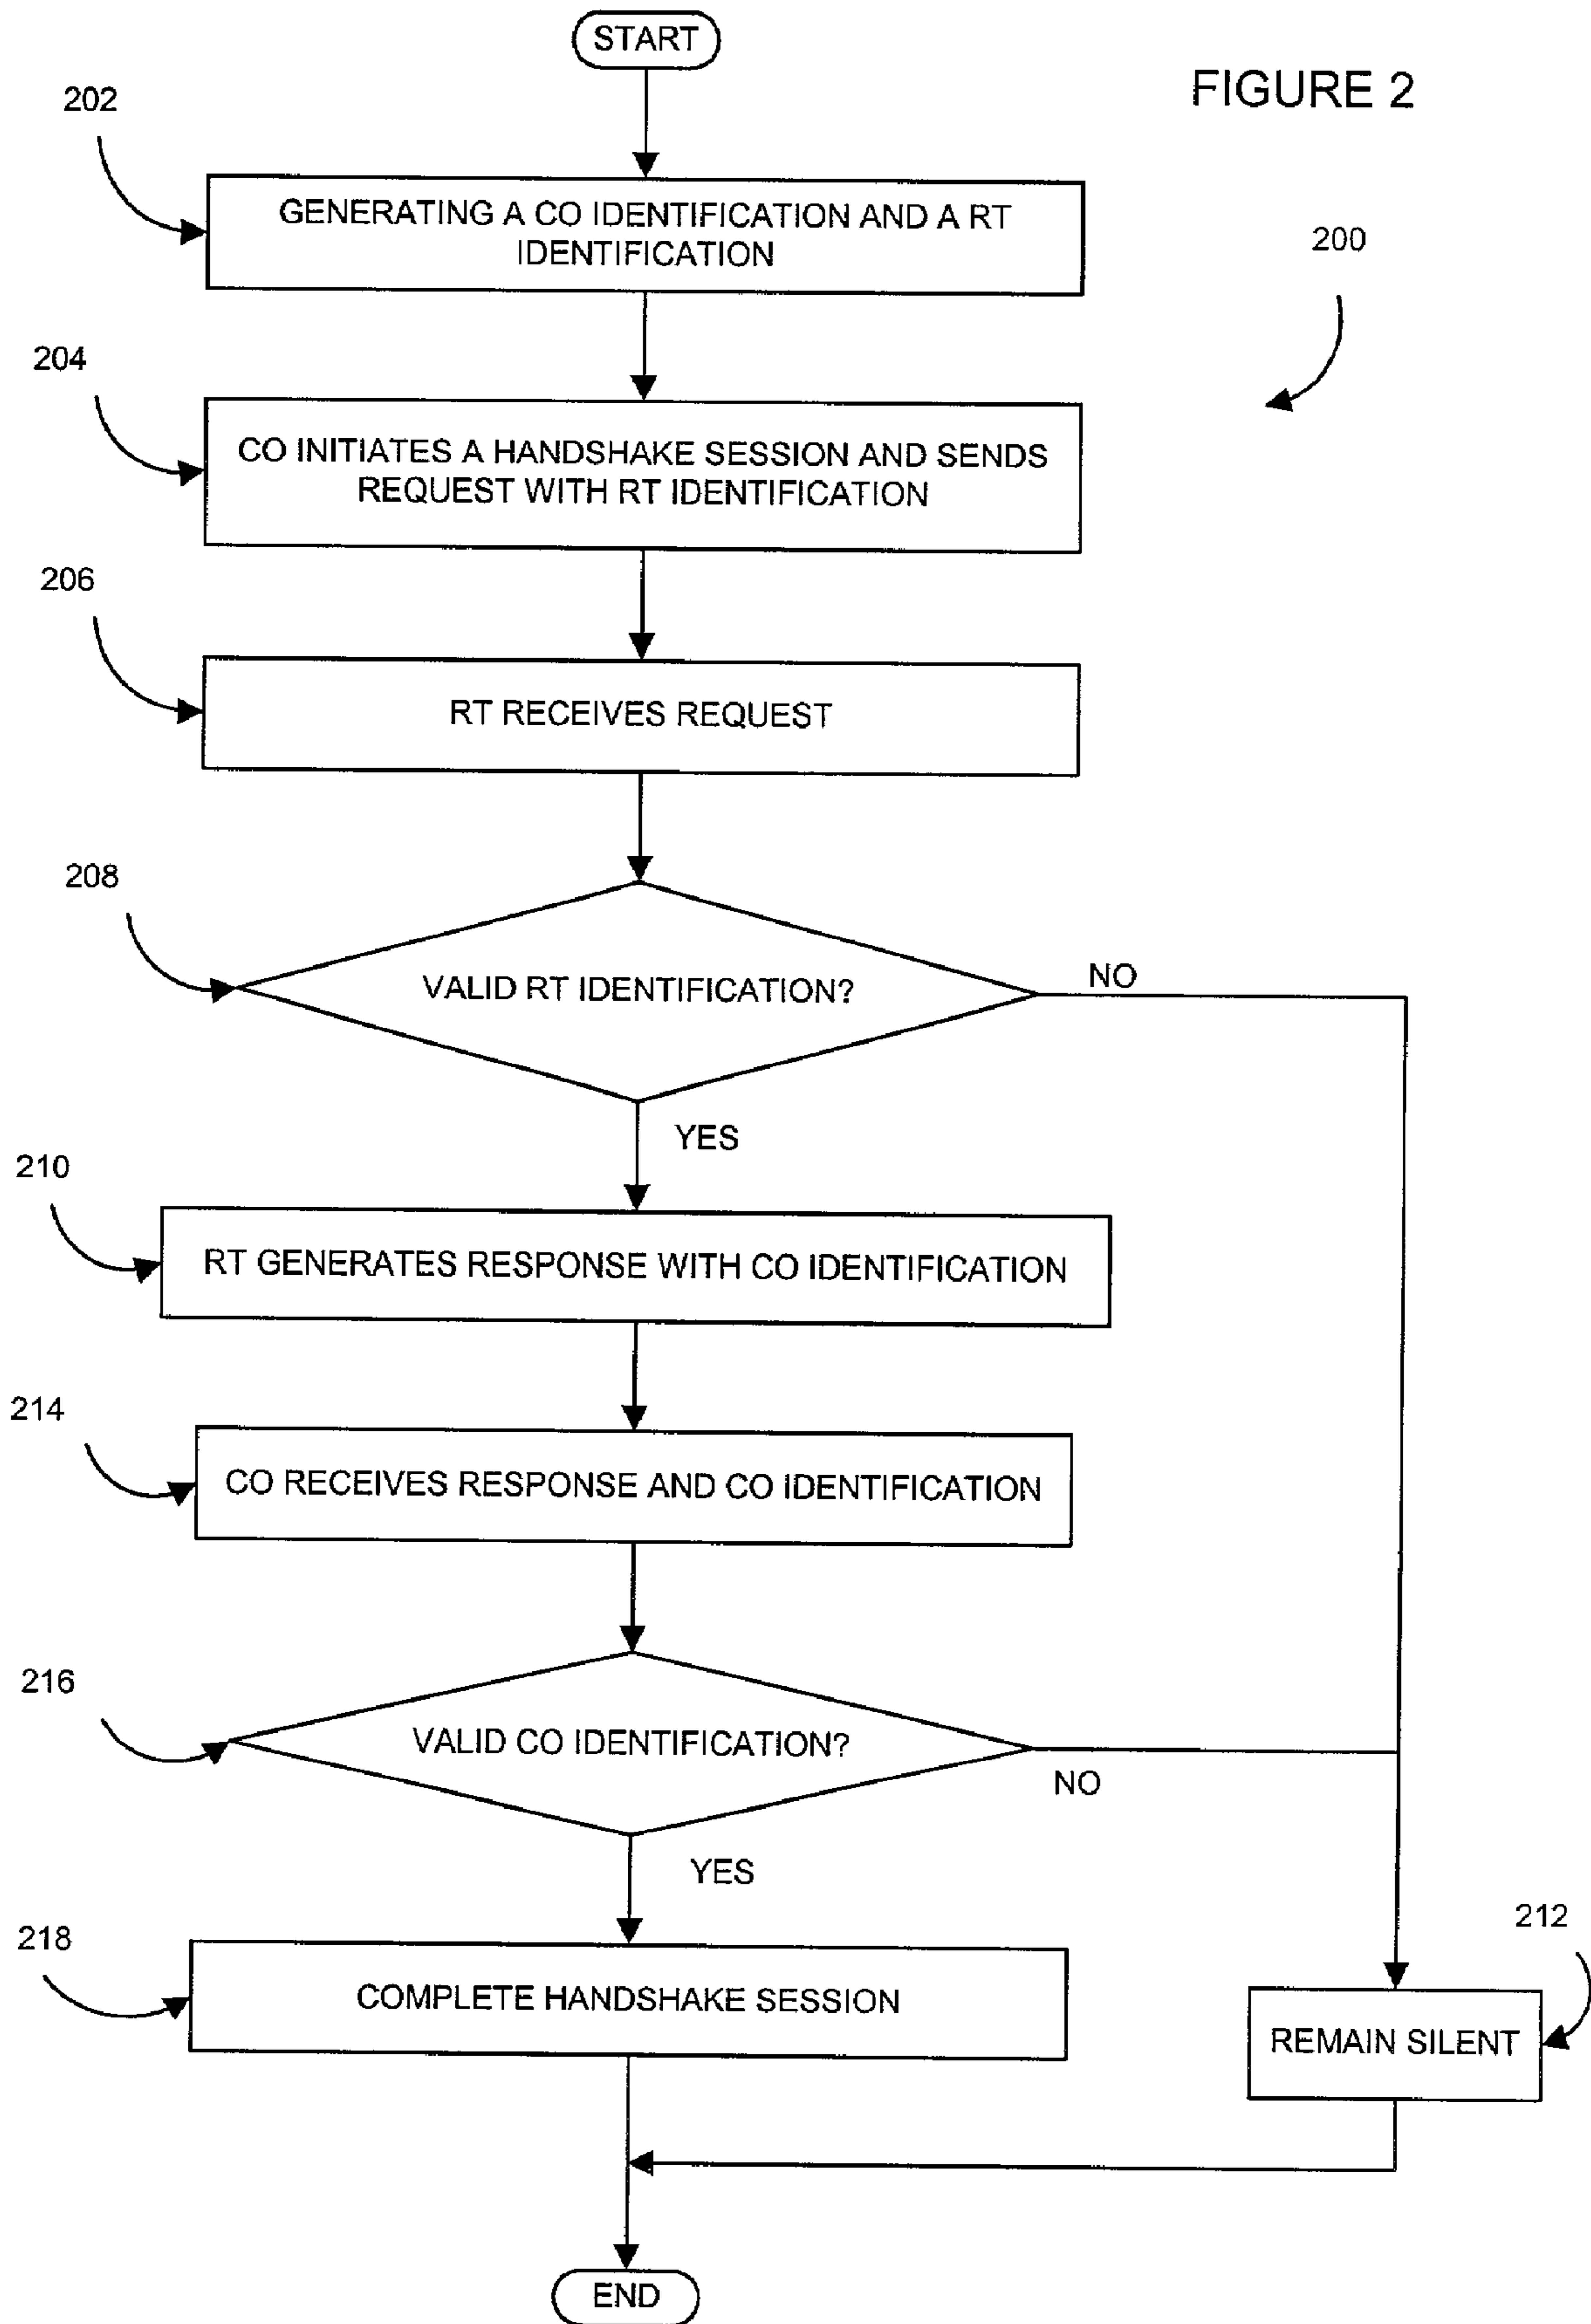 START
FIGURE 2
202
GENERATING A CO IDENTIFICATION AND A RT
IDENTIFICATION
200
204
CO INITIATES A HANDSHAKE SESSION AND SENDS
REQUEST WITH RT IDENTIFICATION
206
RT RECEIVES REQUEST
208
VALID RT IDENTIFICATION?
NO
YES
210
RT GENERATES RESPONSE WITH CO IDENTIFICATION
214
CO RECEIVES RESPONSE AND CO IDENTIFICATION
216
VALID CO IDENTIFICATION?
NO
YES
218
COMPLETE HANDSHAKE SESSION
212
REMAIN SILENT
END